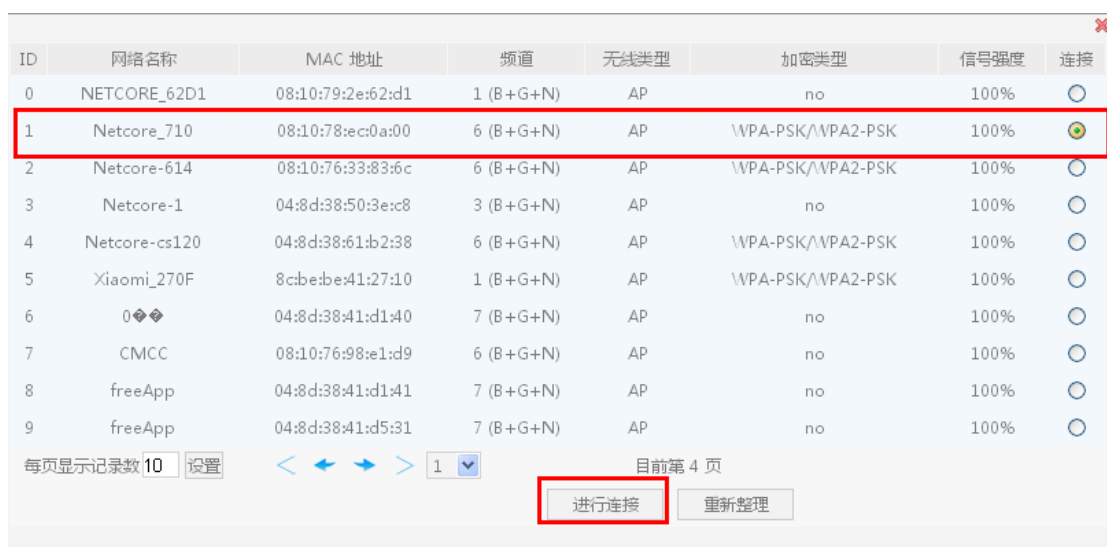 ID 网络名称 MAC 地址 频道 无线类型 加密类型 信号强度 连接
0 NETCORE_62D1 08:10:79:2e:62:d1 1 (B+G+N) AP no 100%
1 Netcore_710 08:10:78:ec:0a:00 6 (B+G+N) AP WPA-PSK/WPA2-PSK 100%
2 Netcore-614 08:10:76:33:83:6c 6 (B+G+N) AP WPA-PSK/WPA2-PSK 100%
3 Netcore-1 04:8d:38:50:3e:c8 3 (B+G+N) AP no 100%
4 Netcore-cs120 04:8d:38:61:b2:38 6 (B+G+N) AP WPA-PSK/WPA2-PSK 100%
5 Xiaomi_270F 8c:be:be:41:27:10 1 (B+G+N) AP WPA-PSK/WPA2-PSK 100%
6 0�� 04:8d:38:41:d1:40 7 (B+G+N) AP no 100%
7 CMCC 08:10:76:98:e1:d9 6 (B+G+N) AP no 100%
8 freeApp 04:8d:38:41:d1:41 7 (B+G+N) AP no 100%
9 freeApp 04:8d:38:41:d5:31 7 (B+G+N) AP no 100%
每页显示记录数 10 设置 1 目前第 4 页
进行连接 重新整理